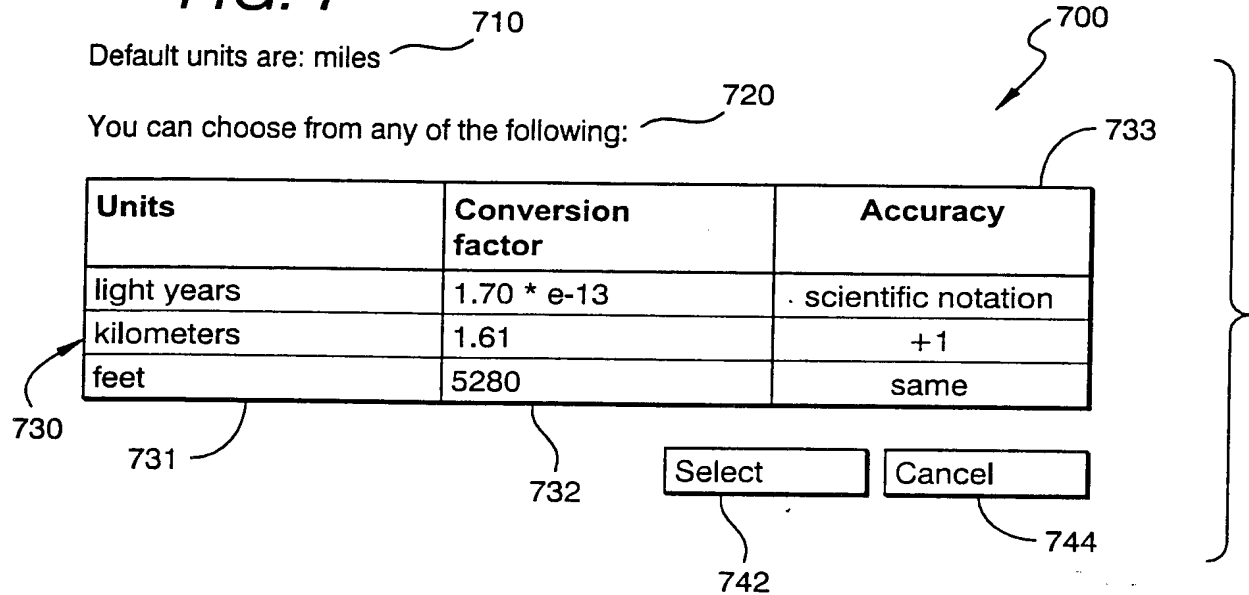 FIG. 7
710
700
Default units are: miles
720
You can choose from any of the following:
733
Units Conversion factor Accuracy
light years 1.70 * e-13 scientific notation
kilometers 1.61 +1
feet 5280 same
730
731
732
Select Cancel
742
744